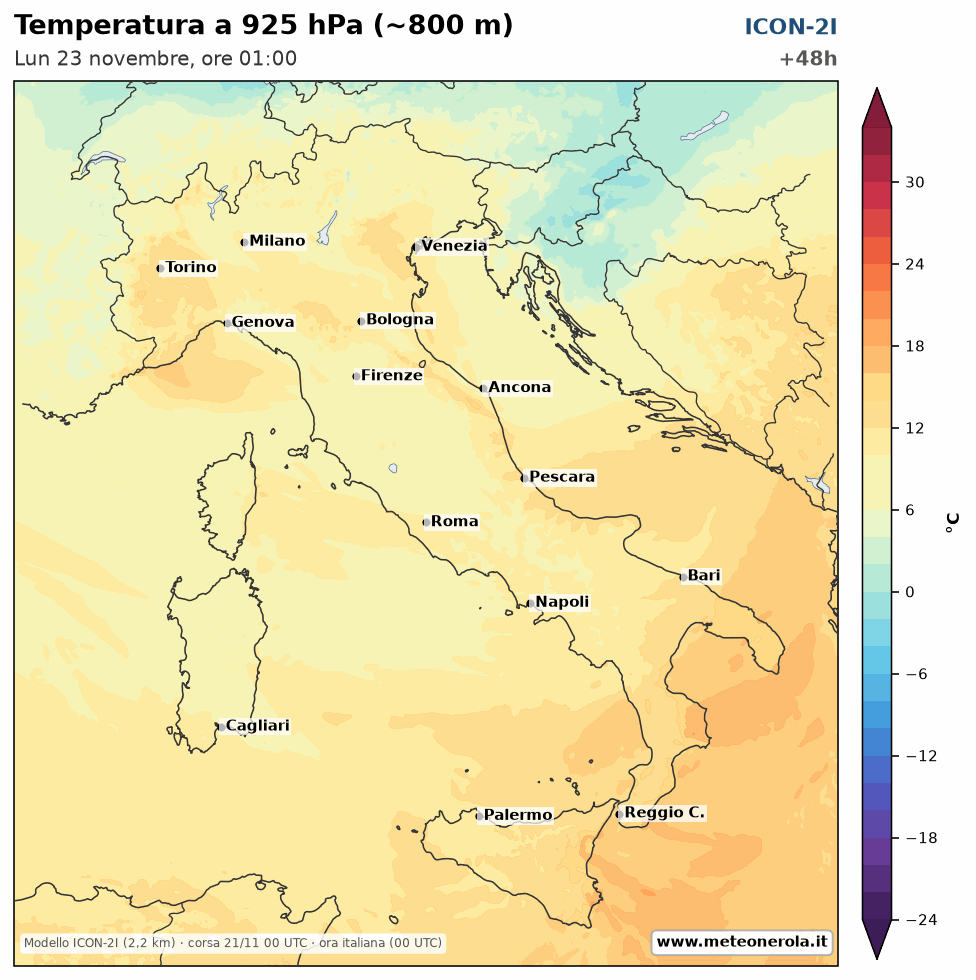 Temperatura a 925 hPa (~800 m)
ICON-2I
Lun 23 novembre, ore 01:00
+48h
Milano
Venezia
Torino
Genova
Bologna
Firenze
Ancona
Pescara
Roma
Bari
Napoli
Cagliari
Palermo
Reggio C.
30
24
18
12
6
0
−6
−12
−18
−24
°C
Modello ICON-2I (2,2 km) · corsa 21/11 00 UTC · ora italiana (00 UTC)
www.meteonerola.it